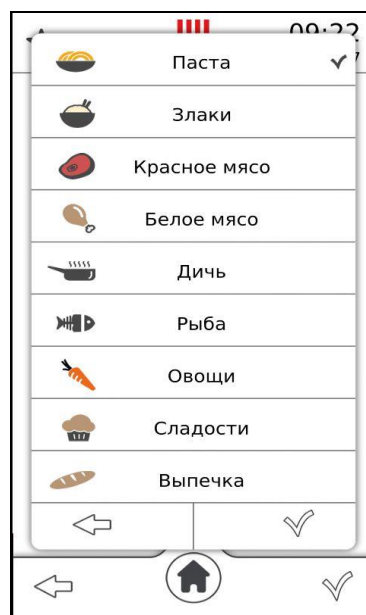 09:22
Паста
Злаки
Красное мясо
Белое мясо
Дичь
Рыба
Овощи
Сладости
Выпечка